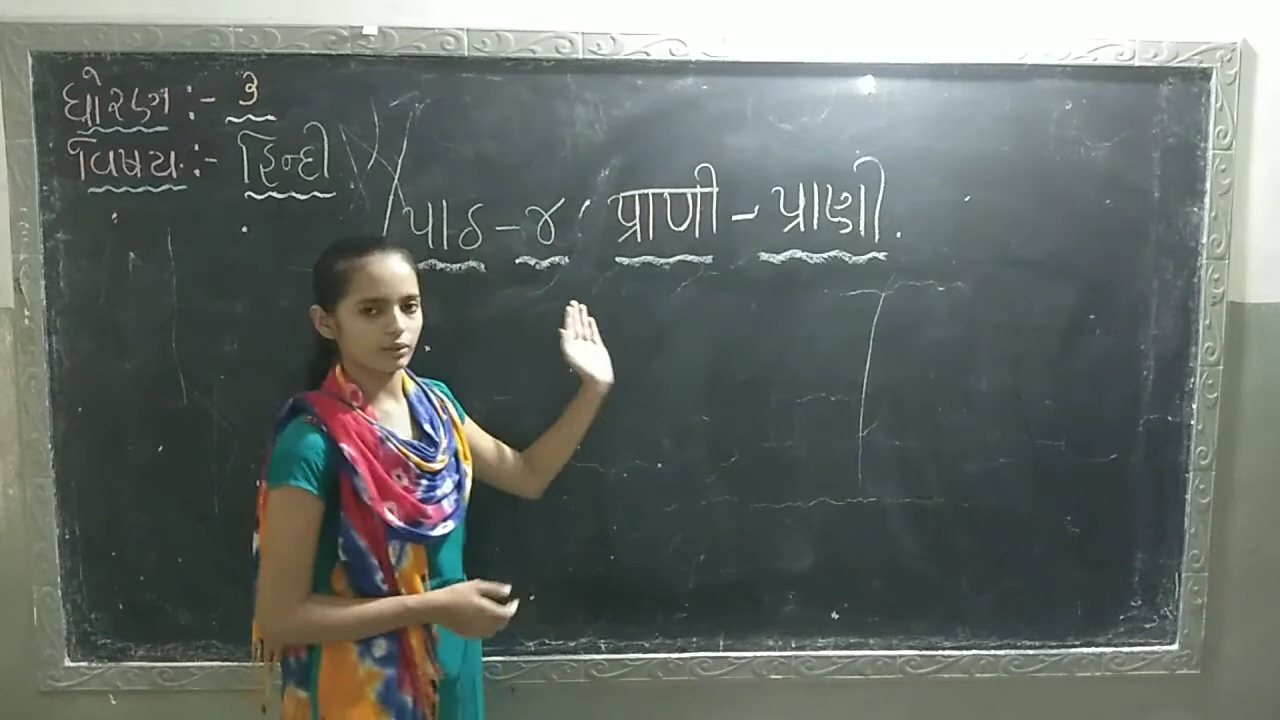 ધોરણ :- ૩
વિષય :- હિન્દી
પાઠ - ૪ प्राणी - પ્રાણી.